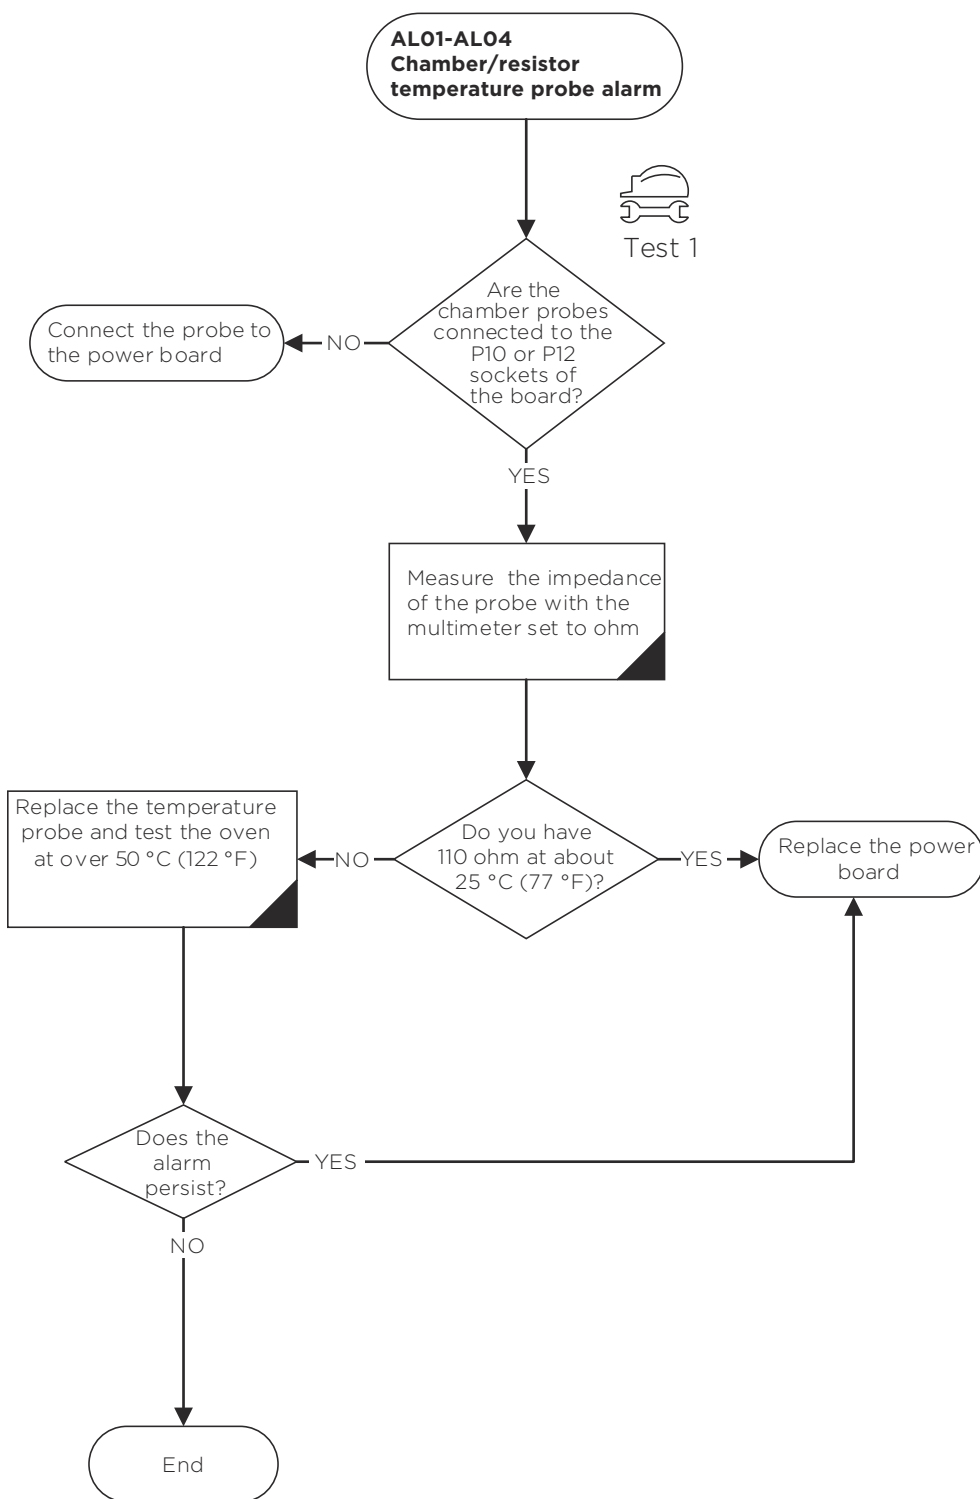 AL01-AL04
Chamber/resistor
temperature probe alarm
Test 1
Are the
chamber probes
connected to the
P10 or P12
sockets of
the board?
NO
Connect the probe to
the power board
YES
Measure the impedance
of the probe with the
multimeter set to ohm
Do you have
110 ohm at about
25 °C (77 °F)?
NO
Replace the temperature
probe and test the oven
at over 50 °C (122 °F)
YES
Replace the power
board
Does the
alarm
persist?
YES
NO
End